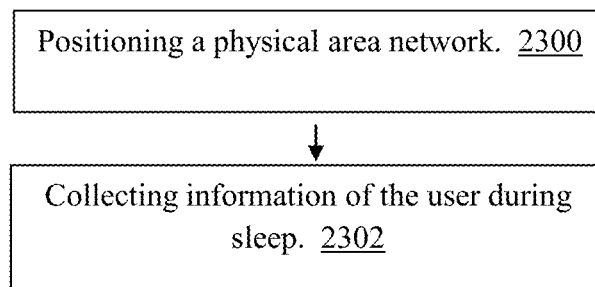 Positioning a physical area network. 2300
Collecting information of the user during
sleep. 2302